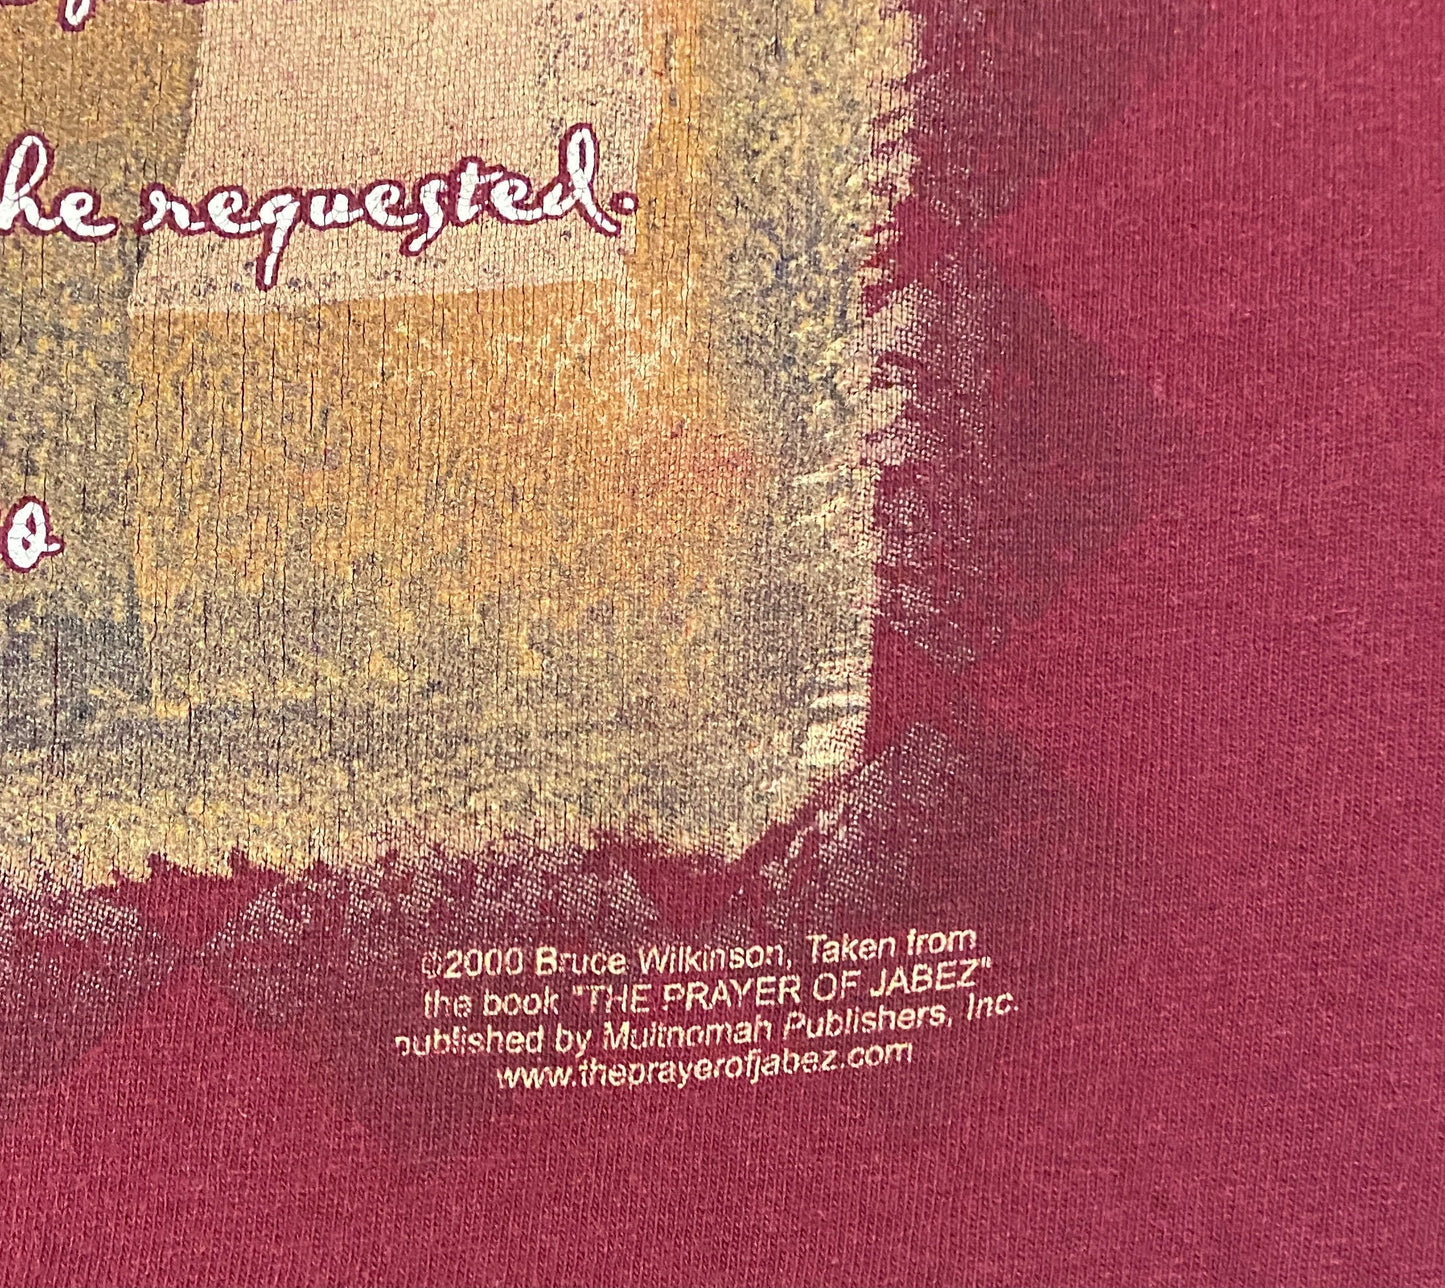 he requested.
©2000 Bruce Wilkinson, Taken from
the book "THE PRAYER OF JABEZ"
published by Multnomah Publishers, Inc.
www.theprayerofjabez.com